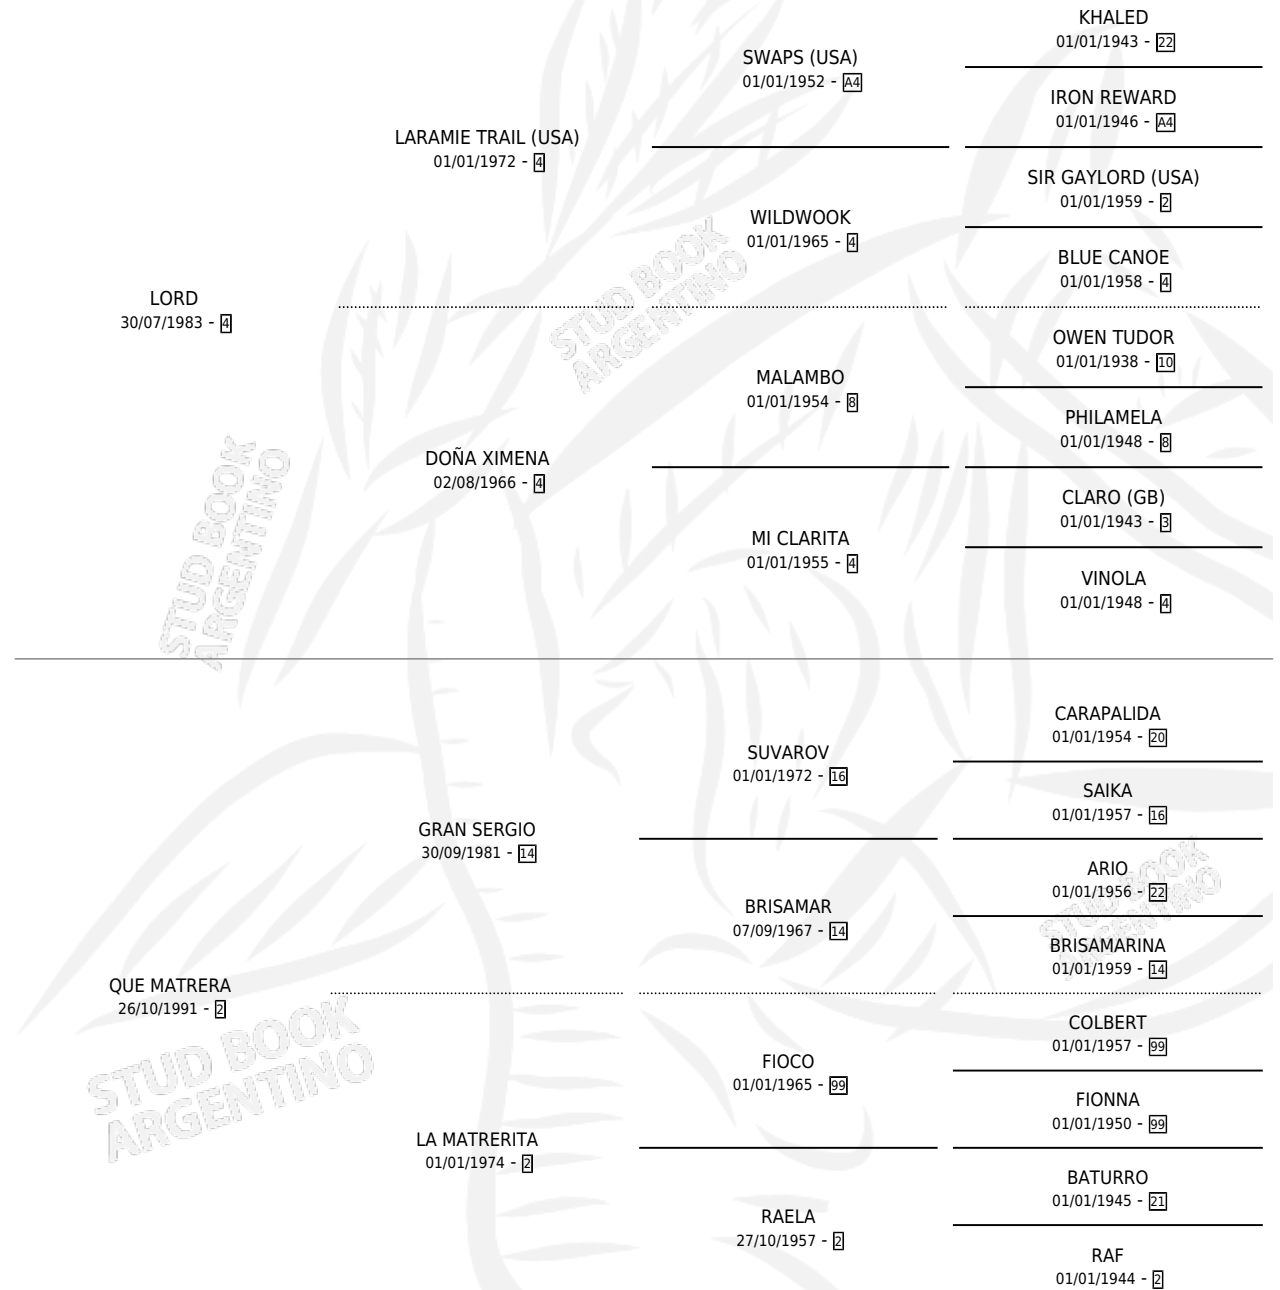 KHALED
01/01/1943 - 22
SWAPS (USA)
01/01/1952 - A4
IRON REWARD
01/01/1946 - A4
LARAMIE TRAIL (USA)
01/01/1972 - 4
SIR GAYLORD (USA)
01/01/1959 - 2
WILDWOOK
01/01/1965 - 4
BLUE CANOE
01/01/1958 - 4
LORD
30/07/1983 - 4
OWEN TUDOR
01/01/1938 - 10
MALAMBO
01/01/1954 - 8
PHILAMELA
01/01/1948 - 8
DOÑA XIMENA
02/08/1966 - 4
CLARO (GB)
01/01/1943 - 3
MI CLARITA
01/01/1955 - 4
VINOLA
01/01/1948 - 4
CARAPALIDA
01/01/1954 - 20
SUVAROV
01/01/1972 - 16
SAIKA
01/01/1957 - 16
GRAN SERGIO
30/09/1981 - 14
ARIO
01/01/1956 - 22
BRISAMAR
07/09/1967 - 14
BRISAMARINA
01/01/1959 - 14
QUE MATRERA
26/10/1991 - 2
COLBERT
01/01/1957 - 99
FIOCO
01/01/1965 - 99
FIONNA
01/01/1950 - 99
LA MATRERITA
01/01/1974 - 2
BATURRO
01/01/1945 - 21
RAELA
27/10/1957 - 2
RAF
01/01/1944 - 2
STUD BOOK
ARGENTINO
STUD BOOK
ARGENTINO
STUD BOOK
ARGENTINO
STUD BOOK
ARGENTINO